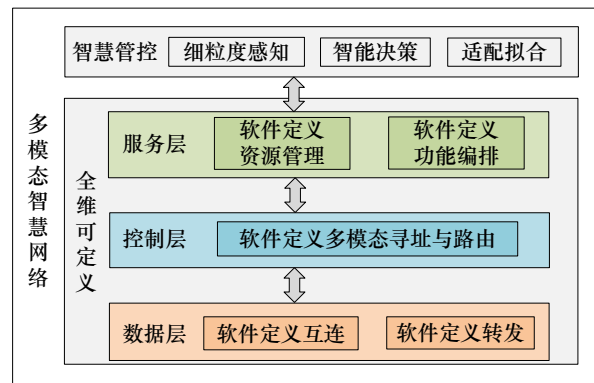 多模态智慧网络
智慧管控 细粒度感知 智能决策 适配拟合
全维可定义
服务层
软件定义
资源管理
软件定义
功能编排
控制层 软件定义多模态寻址与路由
数据层 软件定义互连 软件定义转发